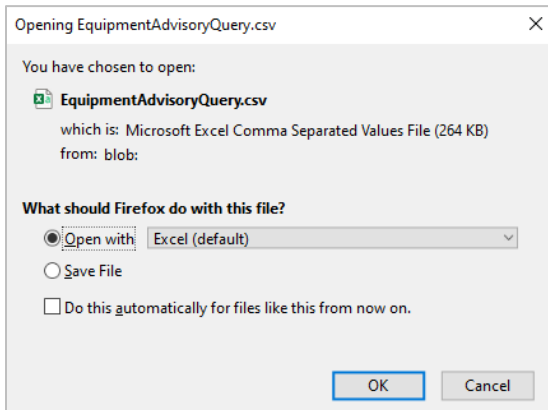 Opening EquipmentAdvisoryQuery.csv
You have chosen to open:
EquipmentAdvisoryQuery.csv
which is: Microsoft Excel Comma Separated Values File (264 KB)
from: blob:
What should Firefox do with this file?
Open with Excel (default)
Save File
Do this automatically for files like this from now on.
OK Cancel